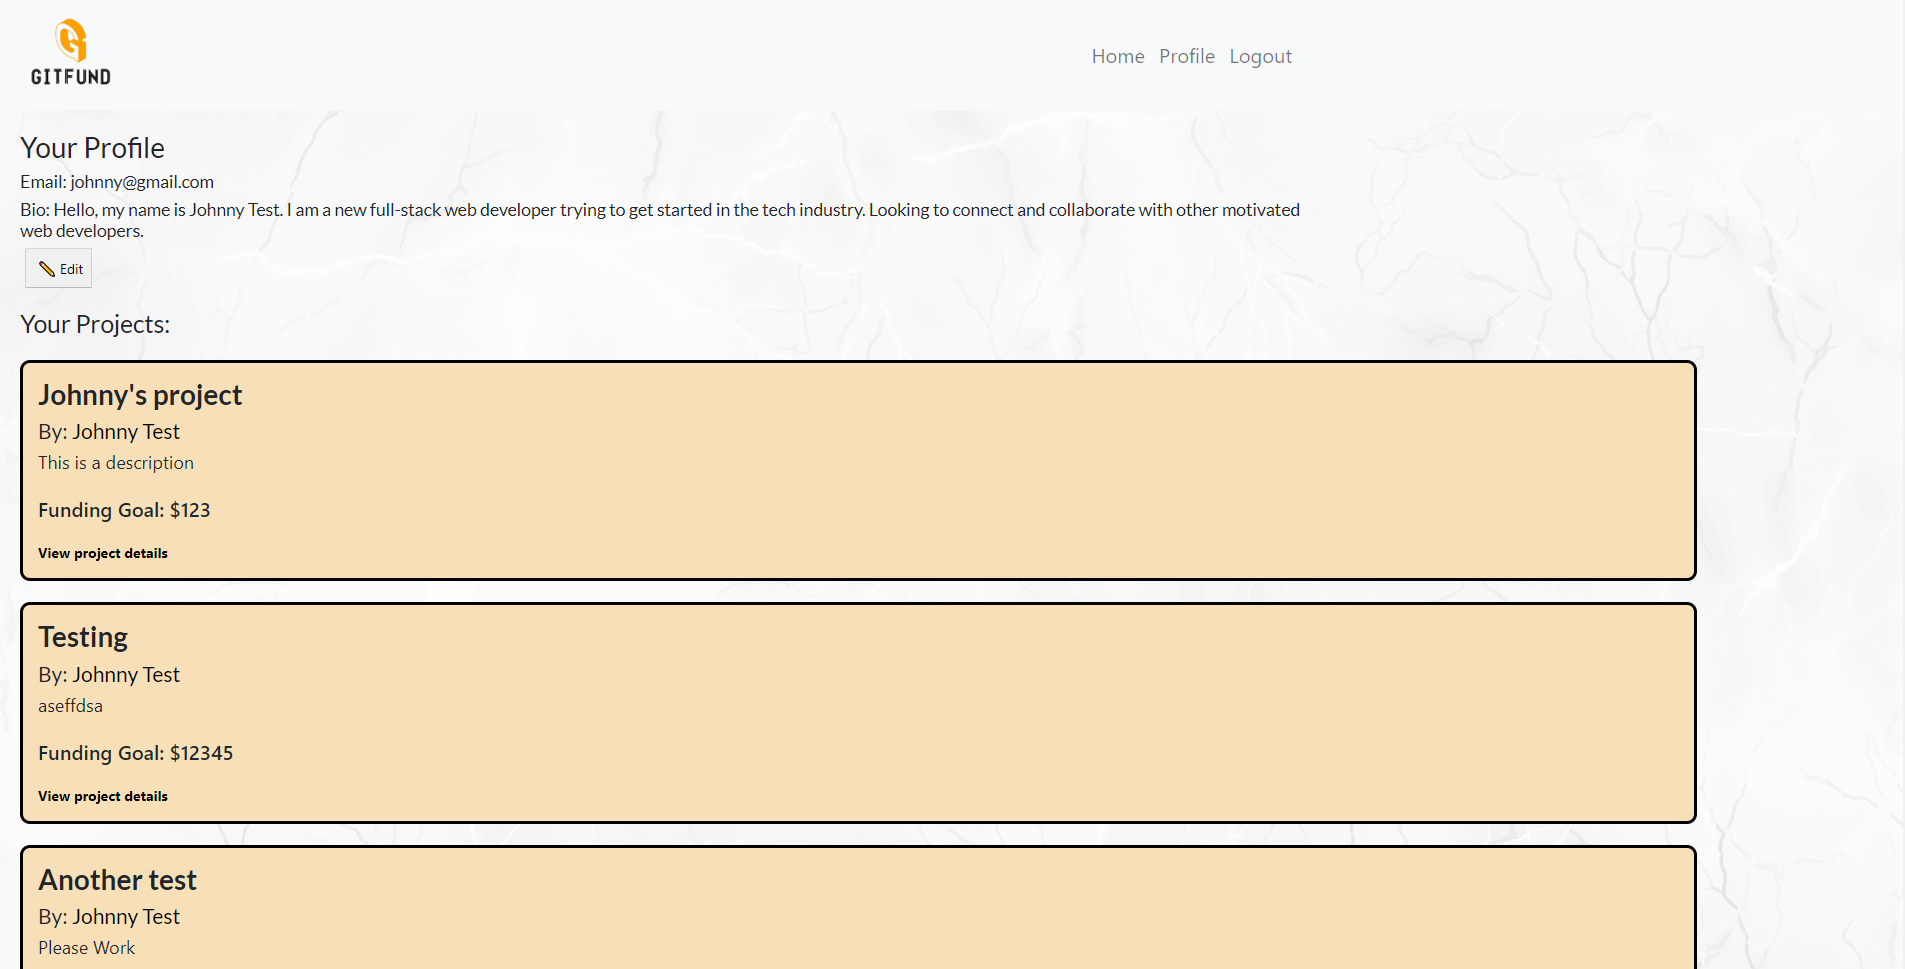 GITFUND
Home Profile Logout
Your Profile
Email: johnny@gmail.com
Bio: Hello, my name is Johnny Test. I am a new full-stack web developer trying to get started in the tech industry. Looking to connect and collaborate with other motivated
web developers.
Edit
Your Projects:
Johnny's project
By: Johnny Test
This is a description
Funding Goal: $123
View project details
Testing
By: Johnny Test
aseffdsa
Funding Goal: $12345
View project details
Another test
By: Johnny Test
Please Work